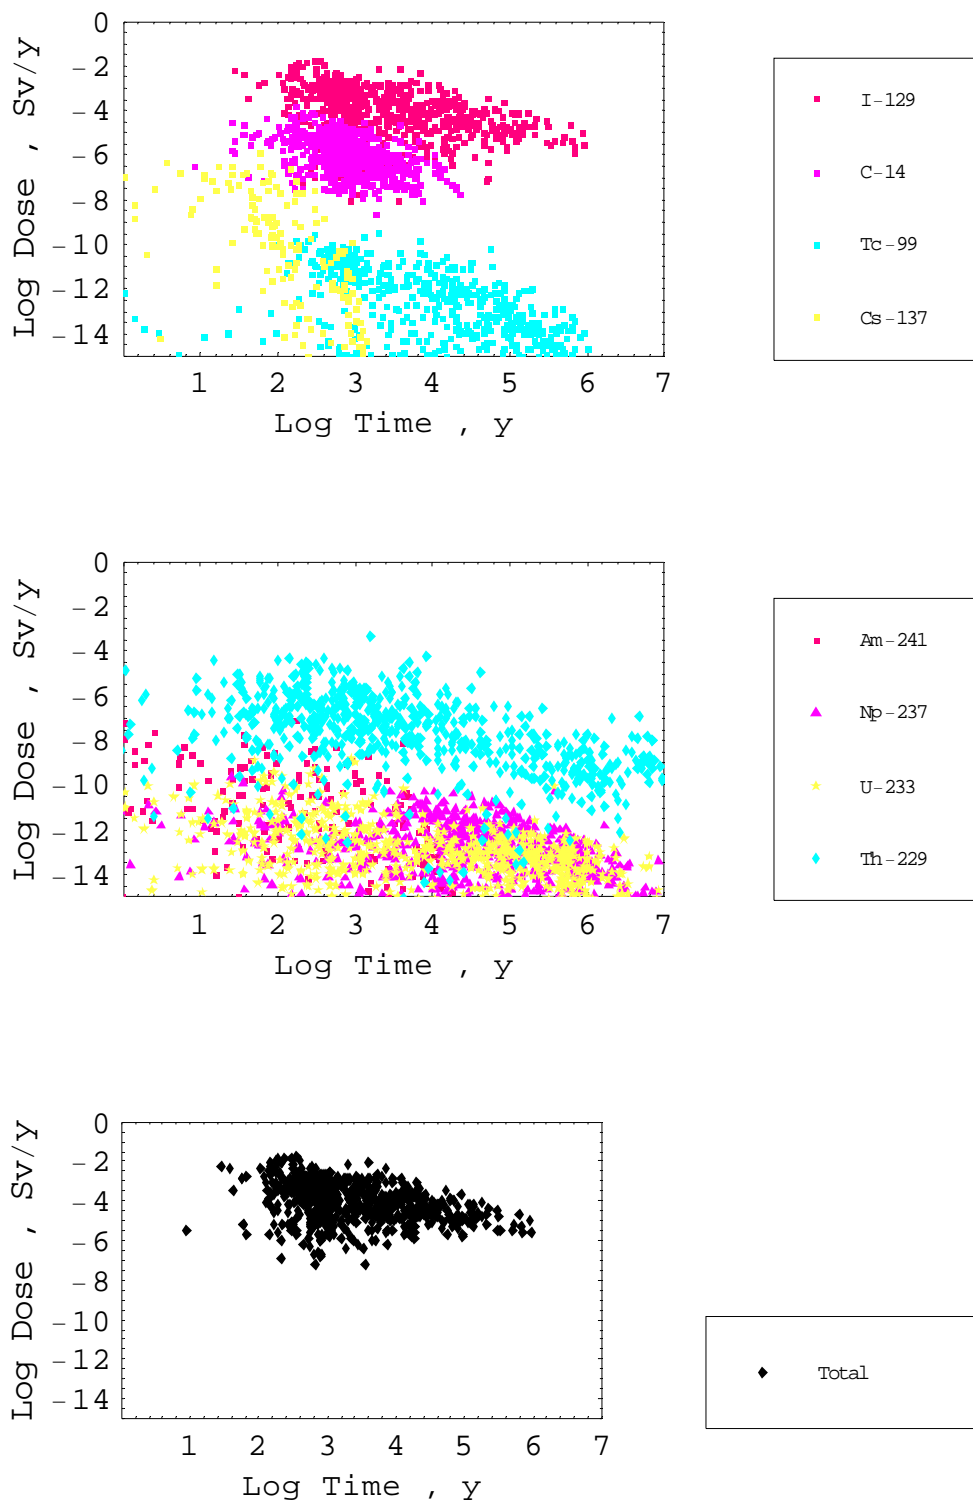 0
-2
-4
-6
-8
-10
-12
-14
Log Dose , Sv/y
1 2 3 4 5 6 7
Log Time , y
I-129
C-14
Tc-99
Cs-137
0
-2
-4
-6
-8
-10
-12
-14
Log Dose , Sv/y
1 2 3 4 5 6 7
Log Time , y
Am-241
Np-237
U-233
Th-229
0
-2
-4
-6
-8
-10
-12
-14
Log Dose , Sv/y
1 2 3 4 5 6 7
Log Time , y
Total